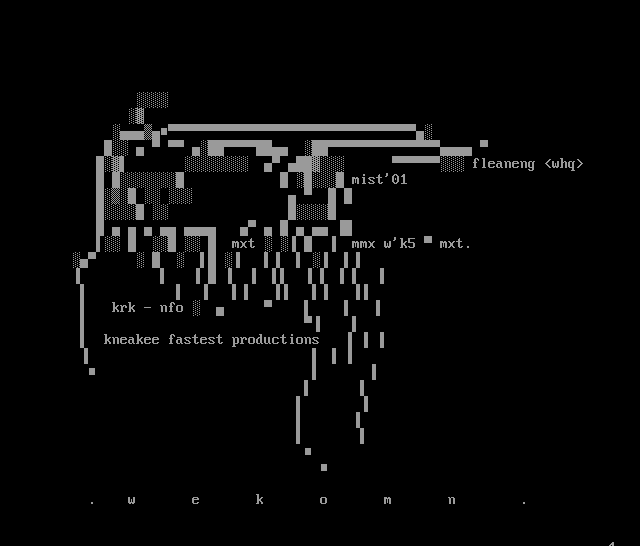 fleaneng <whq>
mist'01
mxt mmx w'k5 ▀ mxt.
krk - nfo
kneakee fastest productions
. w e k o m n .